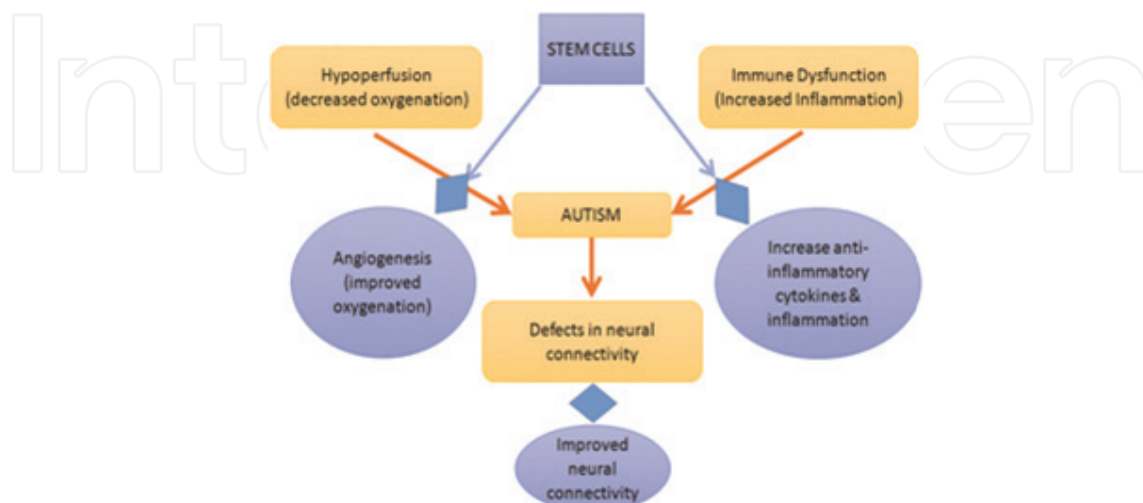 STEM CELLS
Hypoperfusion
(decreased oxygenation)
Immune Dysfunction
(Increased Inflammation)
AUTISM
Angiogenesis
(improved
oxygenation)
Increase anti-
inflammatory
cytokines &
inflammation
Defects in neural
connectivity
Improved
neural
connectivity